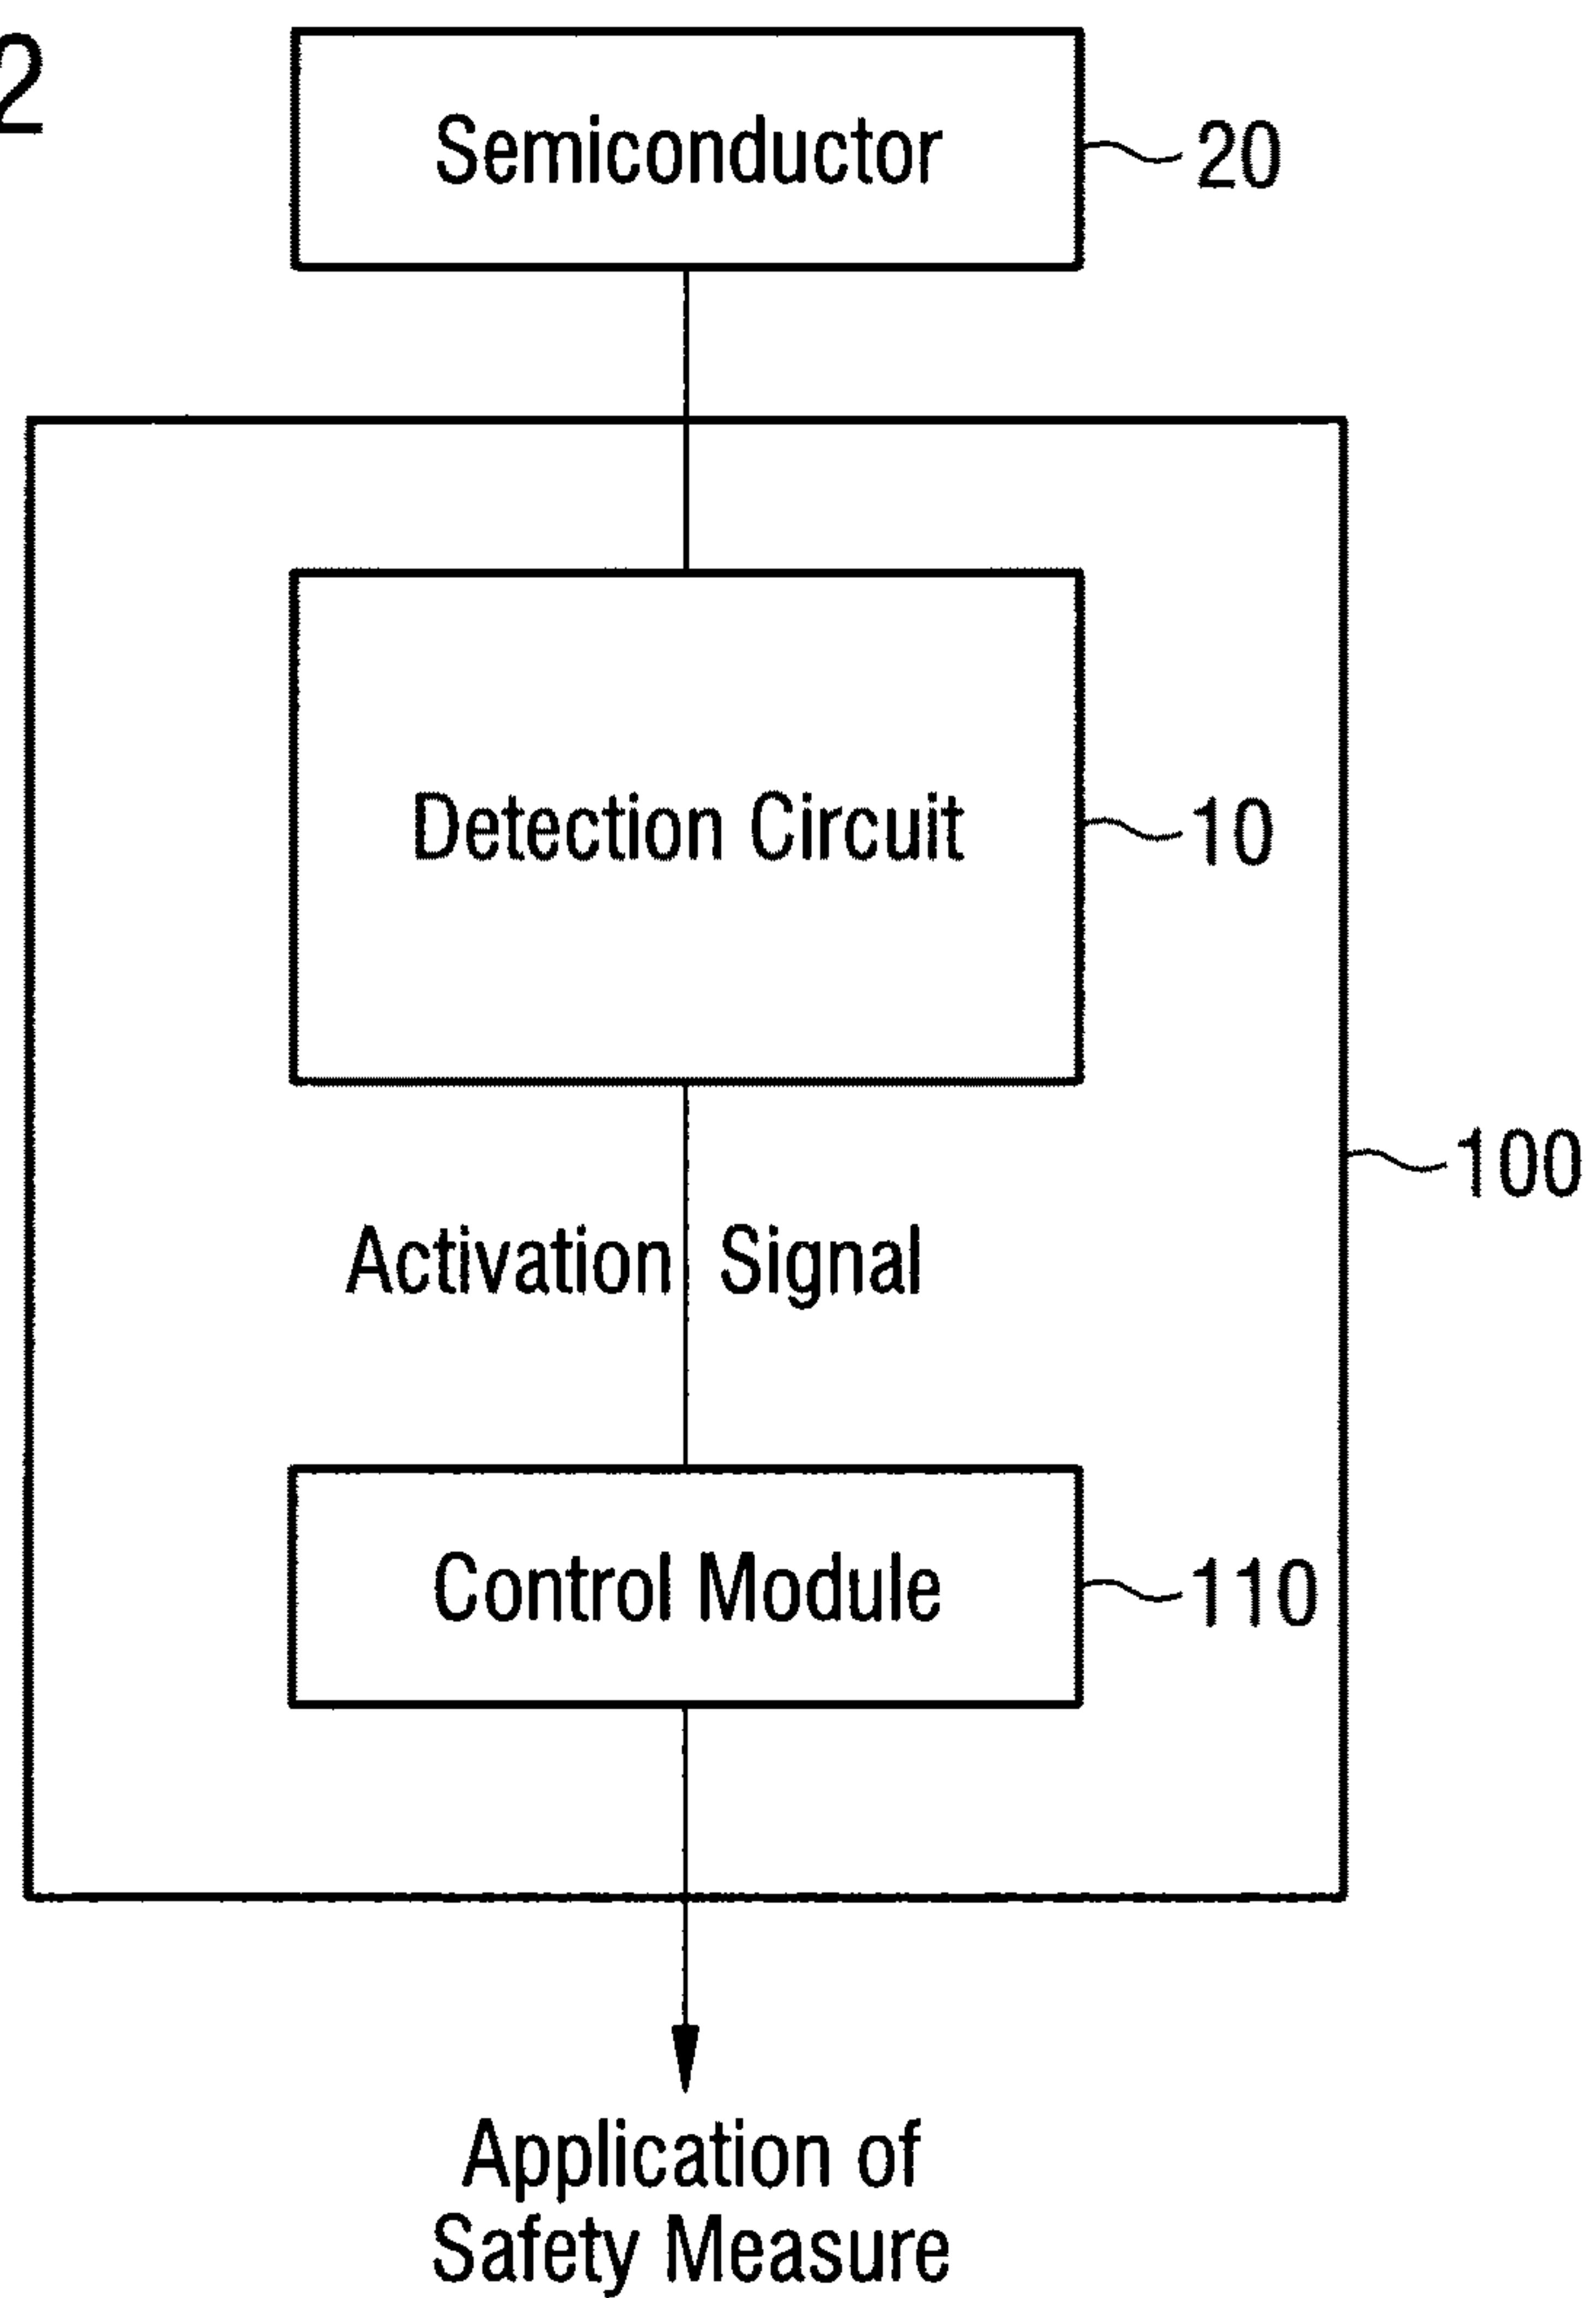 2
Semiconductor
20
Detection Circuit
10
Activation Signal
100
Control Module
110
Application of
Safety Measure